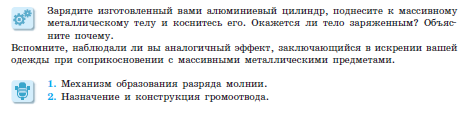 Зарядите изготовленный вами алюминиевый цилиндр, поднесите к массивному
металлическому телу и коснитесь его. Окажется ли тело заряженным? Объяс-
ните почему.
Вспомните, наблюдали ли вы аналогичный эффект, заключающийся в искрении вашей
одежды при соприкосновении с массивными металлическими предметами.
1. Механизм образования разряда молнии.
2. Назначение и конструкция громоотвода.